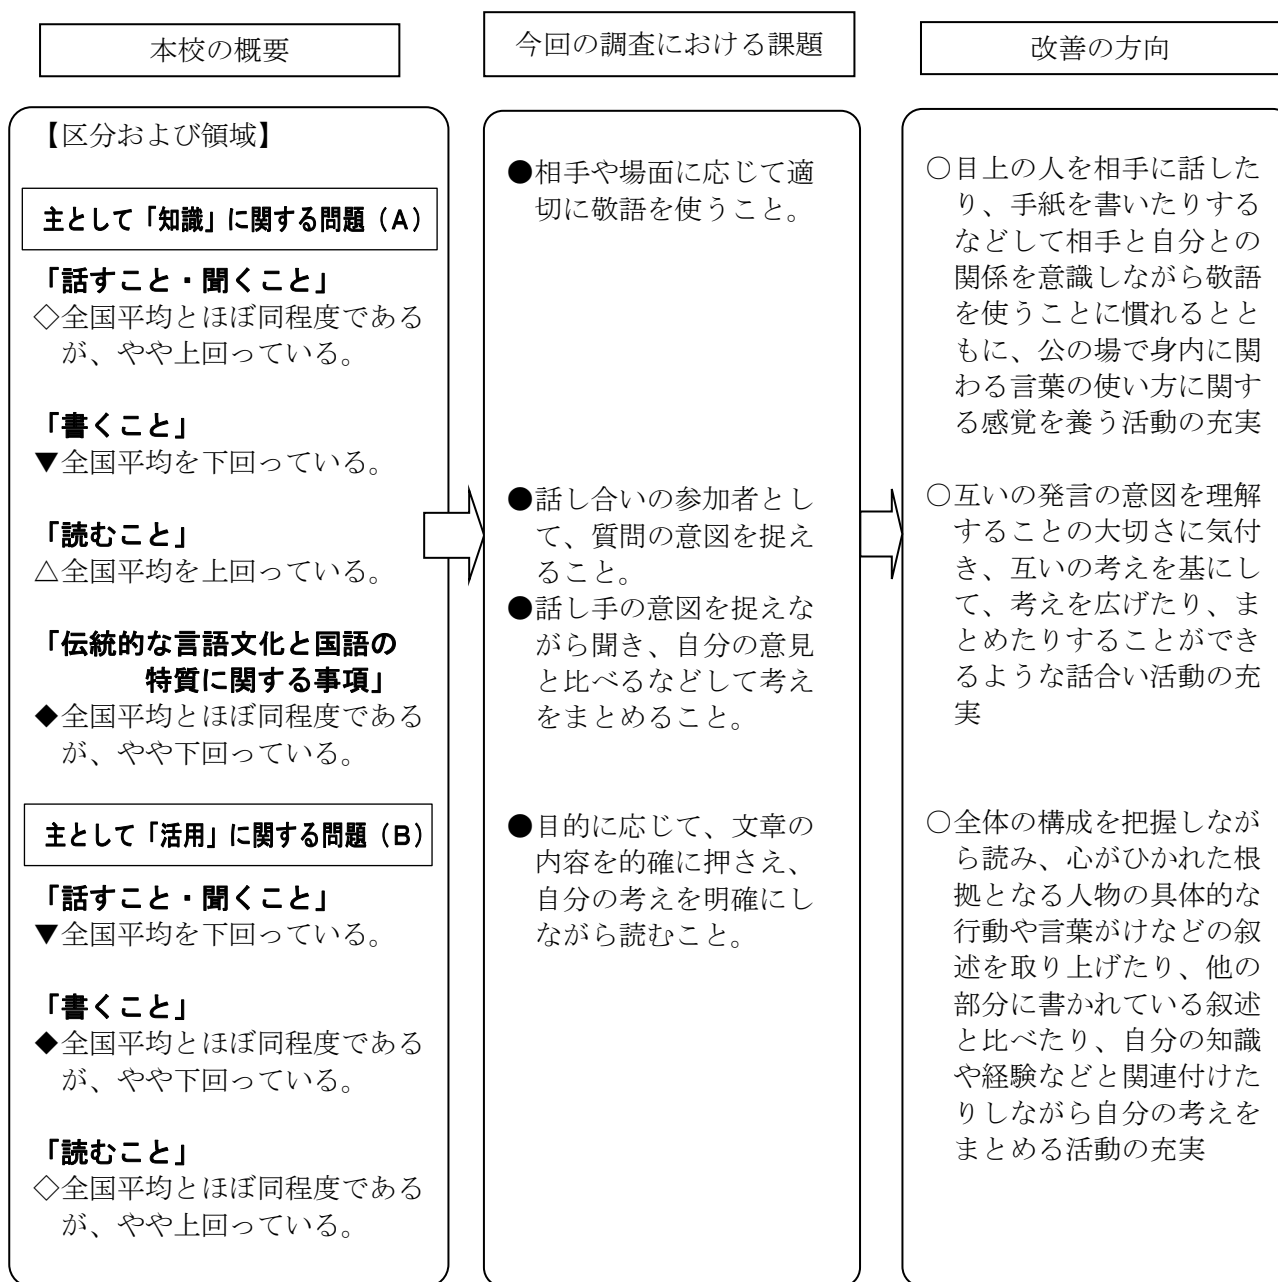 本校の概要
【区分および領域】
主として「知識」に関する問題（A）
「話すこと・聞くこと」
◇全国平均とほぼ同程度である
が、やや上回っている。
「書くこと」
▼全国平均を下回っている。
「読むこと」
△全国平均を上回っている。
「伝統的な言語文化と国語の
特質に関する事項」
◆全国平均とほぼ同程度である
が、やや下回っている。
主として「活用」に関する問題（B）
「話すこと・聞くこと」
▼全国平均を下回っている。
「書くこと」
◆全国平均とほぼ同程度である
が、やや下回っている。
「読むこと」
◇全国平均とほぼ同程度である
が、やや上回っている。
今回の調査における課題
●相手や場面に応じて適
切に敬語を使うこと。
●話し合いの参加者とし
て、質問の意図を捉え
ること。
●話し手の意図を捉えな
がら聞き、自分の意見
と比べるなどして考え
をまとめること。
●目的に応じて、文章の
内容を的確に押さえ、
自分の考えを明確にし
ながら読むこと。
改善の方向
○目上の人を相手に話した
り、手紙を書いたりする
などして相手と自分との
関係を意識しながら敬語
を使うことに慣れるとと
もに、公の場で身内に関
わる言葉の使い方に関す
る感覚を養う活動の充実
○互いの発言の意図を理解
することの大切さに気付
き、互いの考えを基にし
て、考えを広げたり、ま
とめたりすることができ
るような話合い活動の充
実
○全体の構成を把握しなが
ら読み、心がひかれた根
拠となる人物の具体的な
行動や言葉がけなどの叙
述を取り上げたり、他の
部分に書かれている叙述
と比べたり、自分の知識
や経験などと関連付けた
りしながら自分の考えを
まとめる活動の充実